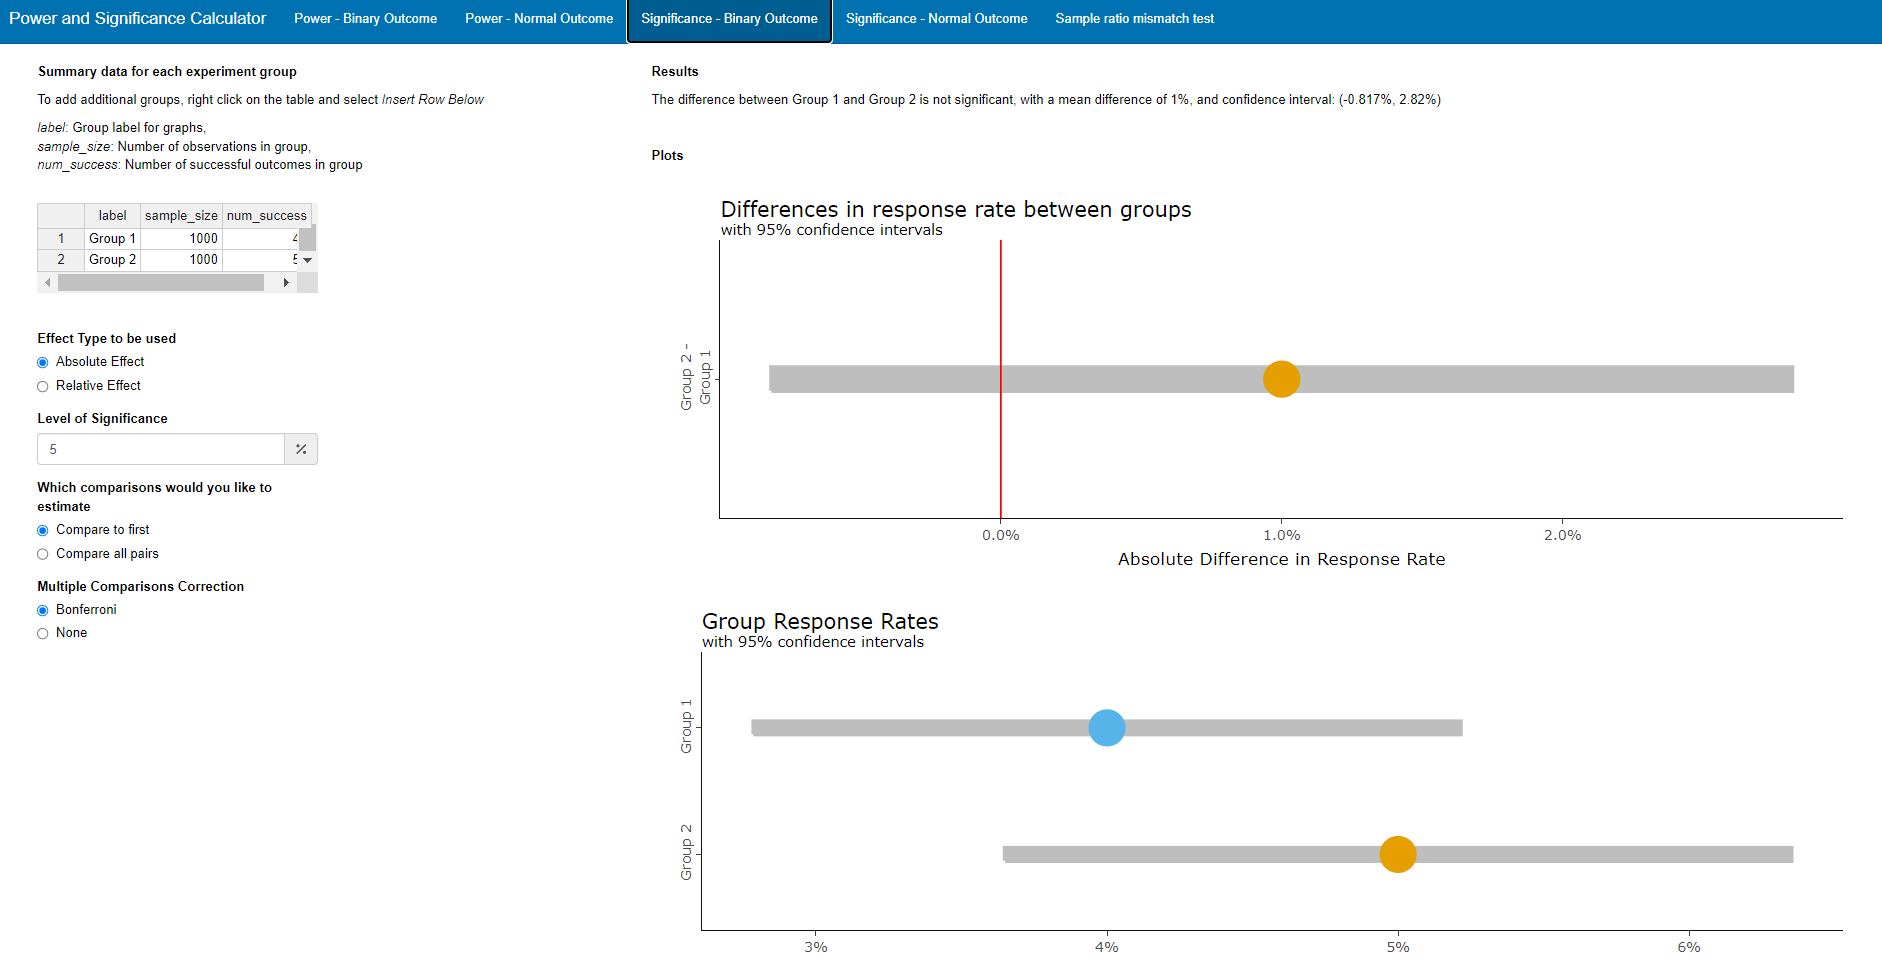 Power and Significance Calculator Power - Binary Outcome Power - Normal Outcome Significance - Binary Outcome Significance - Normal Outcome Sample ratio mismatch test
Summary data for each experiment group
To add additional groups, right click on the table and select Insert Row Below
label: Group label for graphs,
sample_size: Number of observations in group,
num_success: Number of successful outcomes in group
label sample_size num_success
1 Group 1 1000
2 Group 2 1000
Effect Type to be used
Absolute Effect
Relative Effect
Level of Significance
5 %
Which comparisons would you like to
estimate
Compare to first
Compare all pairs
Multiple Comparisons Correction
Bonferroni
None
Results
The difference between Group 1 and Group 2 is not significant, with a mean difference of 1%, and confidence interval: (-0.817%, 2.82%)
Plots
Differences in response rate between groups
with 95% confidence intervals
Group 2 -
Group 1
0.0% 1.0% 2.0%
Absolute Difference in Response Rate
Group Response Rates
with 95% confidence intervals
Group 1
Group 2
3% 4% 5% 6%